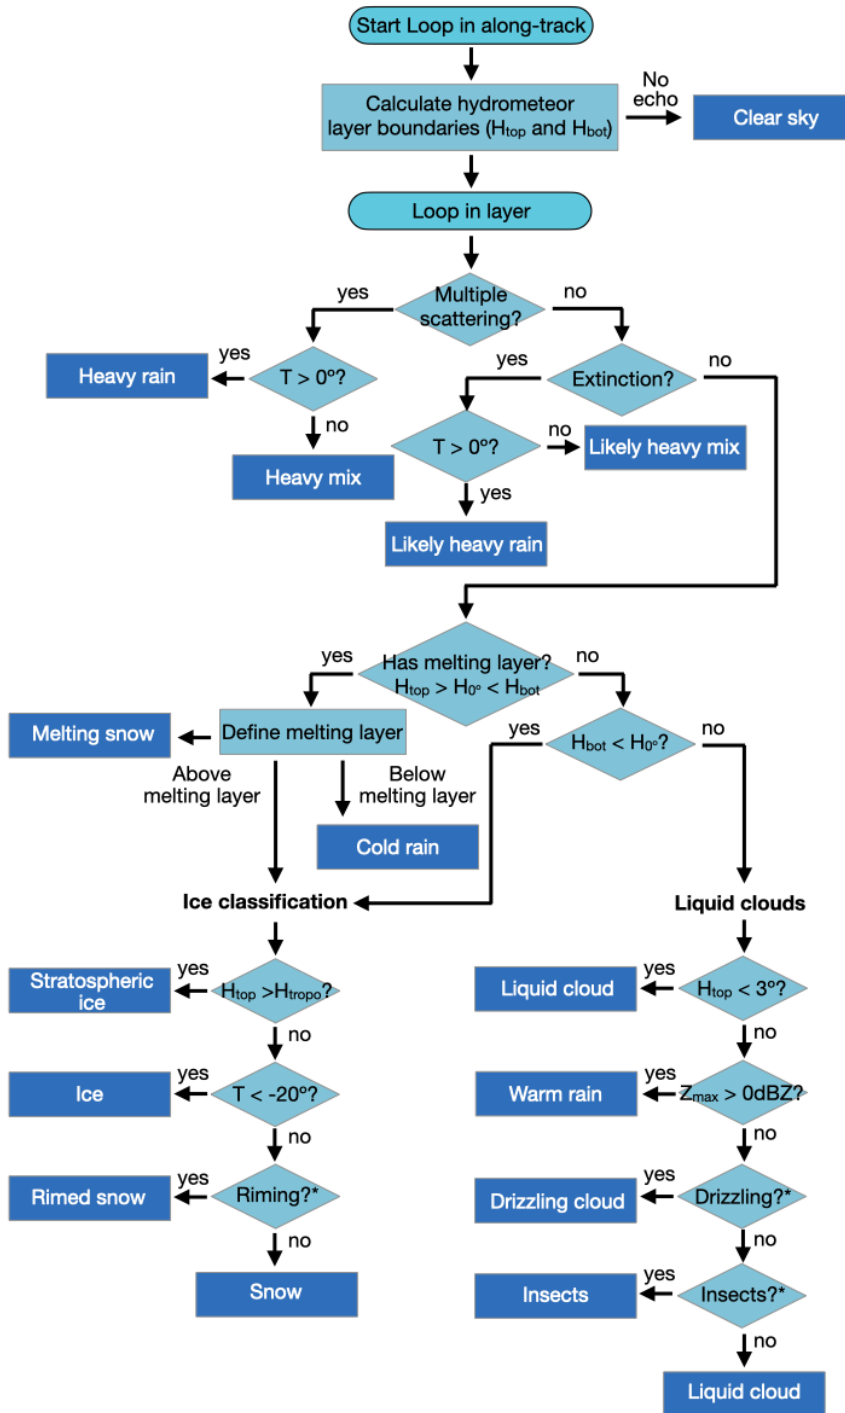 Start Loop in along-track
No
echo
Calculate hydrometeor
layer boundaries (Htop and Hbot)
Clear sky
Loop in layer
yes
Multiple
scattering?
no
yes
Heavy rain
T > 0º?
yes
Extinction?
no
no
Heavy mix
T > 0º?
no
Likely heavy mix
yes
Likely heavy rain
yes
Has melting layer?
Htop > H0º < Hbot
no
Melting snow
Define melting layer
yes
Hbot < H0º?
no
Above
melting layer
Below
melting layer
Cold rain
Ice classification
Liquid clouds
Stratospheric
ice
yes
Htop >Htropo?
no
Liquid cloud
yes
Htop < 3º?
no
Ice
yes
T < -20º?
no
Warm rain
yes
Zmax > 0dBZ?
no
Rimed snow
yes
Riming?*
no
Drizzling cloud
yes
Drizzling?*
no
Snow
Insects
yes
Insects?*
no
Liquid cloud